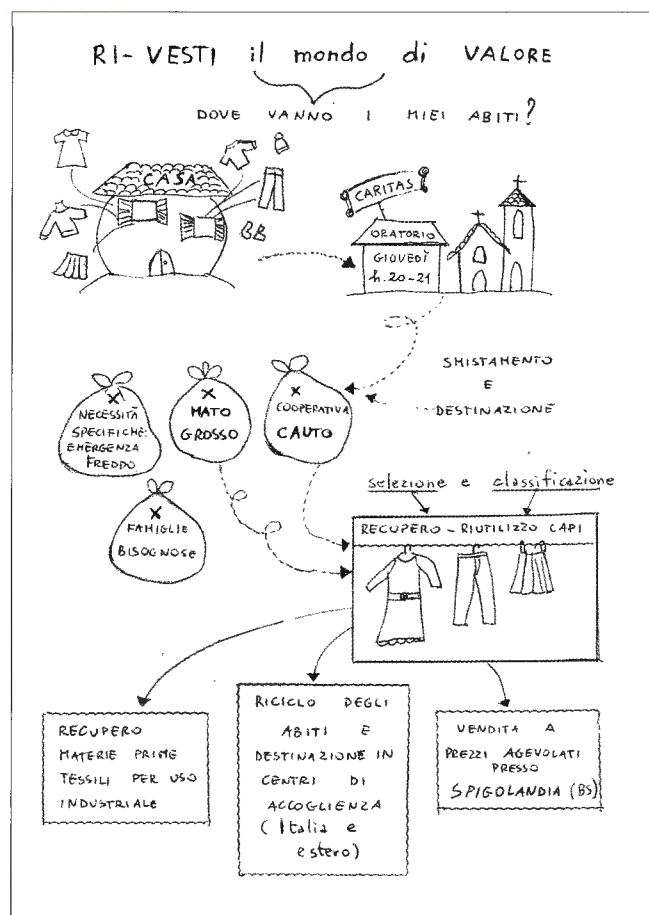 RI-VESTI il mondo di VALORE
DOVE VANNO I MIEI ABITI?
CASA
CARITAS
ORATORIO
GIOVEDÌ
h. 20-21
SMISTAMENTO
E
DESTINAZIONE
X
NECESSITÀ
SPECIFICHE:
EMERGENZA
FREDDO
X
MATO
GROSSO
X
COOPERATIVA
CAUTO
X
FAMIGLIE
BISOGNOSE
selezione e classificazione
RECUPERO - RIUTILIZZO CAPI
RECUPERO
MATERIE PRIME
TESSILI PER USO
INDUSTRIALE
RICICLO DEGLI
ABITI E
DESTINAZIONE IN
CENTRI DI
ACCOGLIENZA
(Italia e
estero)
VENDITA A
PREZZI AGEVOLATI
PRESSO
SPIGOLANDIA (BS)